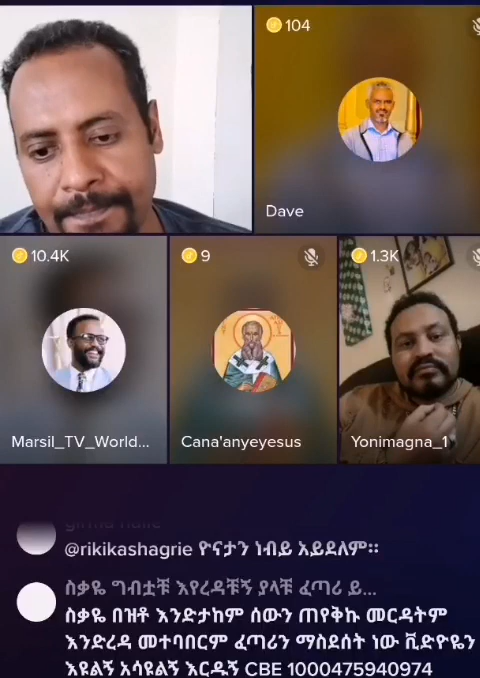 104
Dave
10.4K
9
1.3K
Marsil_TV_World...
Cana'anyeyesus
Yonimagna_1
@rikikashagrie ዮናታን ነብይ አይደለም።
ስቃዬ ግብቷቹ እየረዳቹኝ ያላቹ ፈጣሪ ይ...
ስቃዬ በዝቶ እንድታከም ሰውን ጠየቅኩ መርዳትም
እንድረዳ መተባበርም ፈጣሪን ማስደሰት ነው ቪድዮዬን
እዩልኝ አሳዩልኝ እርዱኝ CBE 1000475940974